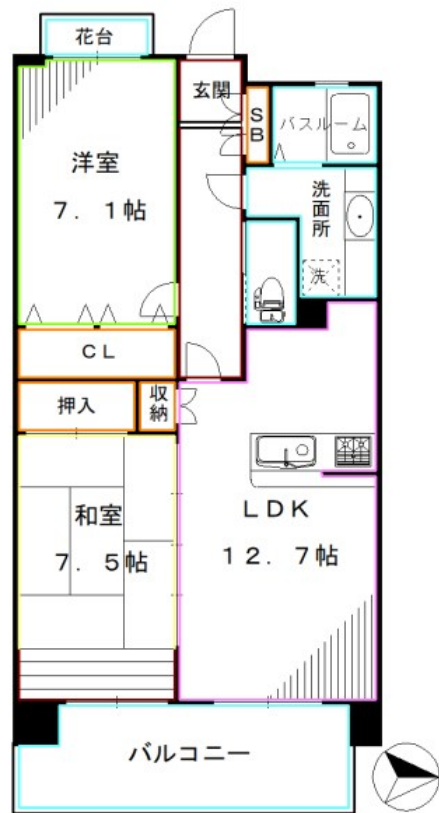 花台
玄関
SB
バスルーム
洋室
7.1帖
洗面所
洗
CL
押入
収納
和室
7.5帖
LDK
12.7帖
バルコニー